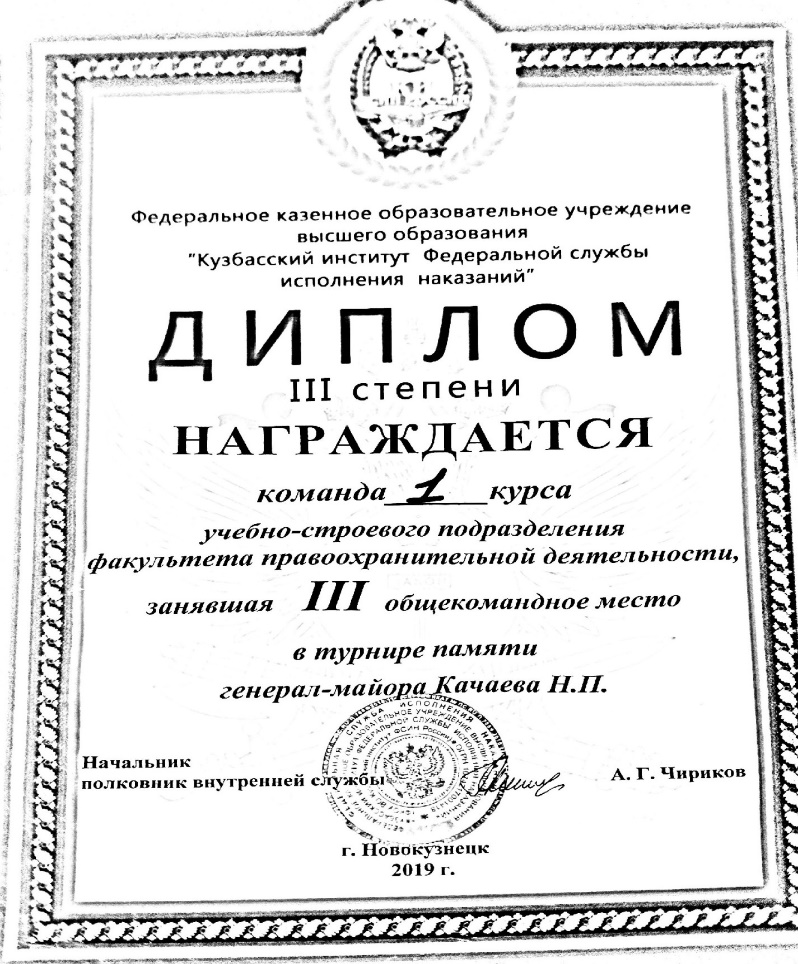 Федеральное казенное образовательное учреждение
высшего образования
"Кузбасский институт Федеральной службы
исполнения наказаний"
ДИПЛОМ
III степени
НАГРАЖДАЕТСЯ
команда 1 курса
учебно-строевого подразделения
факультета правоохранительной деятельности,
занявшая III общекомандное место
в турнире памяти
генерал-майора Качаева Н.П.
Начальник
полковник внутренней службы
А. Г. Чириков
г. Новокузнецк
2019 г.